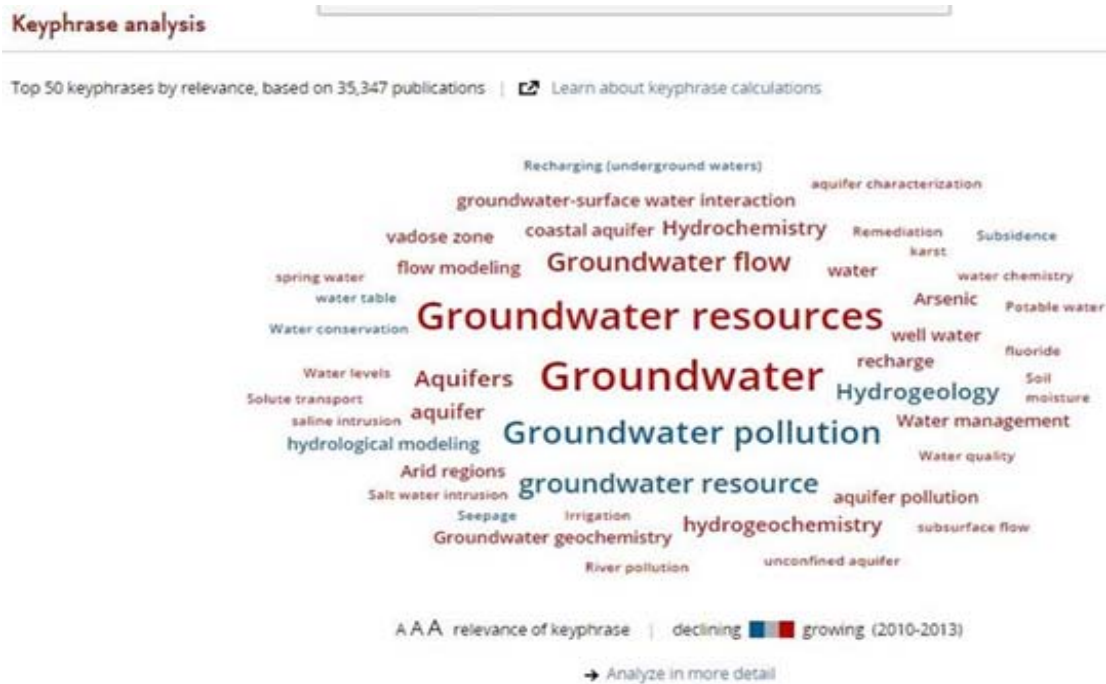 Keyphrase analysis
Top 50 keyphrases by relevance, based on 35,347 publications | Learn about keyphrase calculations
Recharging (underground waters)
aquifer characterization
groundwater-surface water interaction
vadose zone coastal aquifer Hydrochemistry Remediation Subsidence
karst
spring water flow modeling Groundwater flow water water chemistry
water table Arsenic Potable water
Water conservation Groundwater resources well water
fluoride
Water levels Aquifers Groundwater recharge Soil moisture
Hydrogeology
Solute transport
saline intrusion aquifer Water management
hydrological modeling Groundwater pollution
Water quality
Arid regions
Salt water intrusion groundwater resource aquifer pollution
Seepage Irrigation hydrogeochemistry subsurface flow
Groundwater geochemistry
River pollution unconfined aquifer
A A A relevance of keyphrase | declining growing (2010-2013)
Analyze in more detail